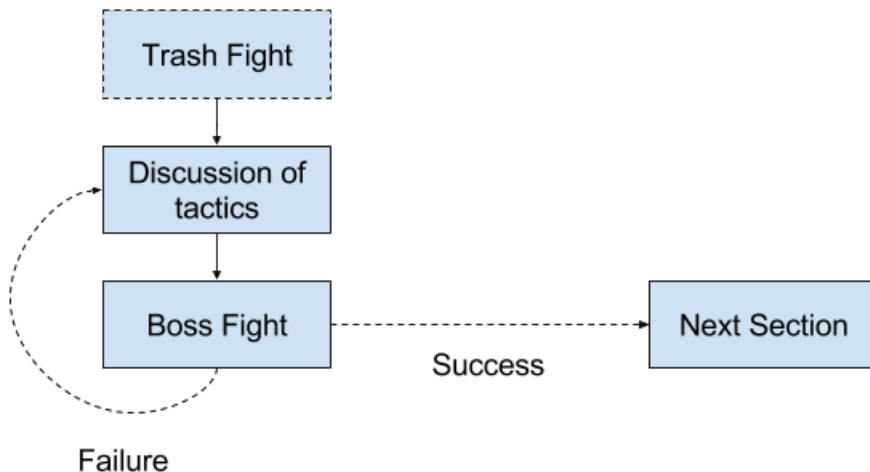 Trash Fight
Discussion of
tactics
Boss Fight
Next Section
Success
Failure